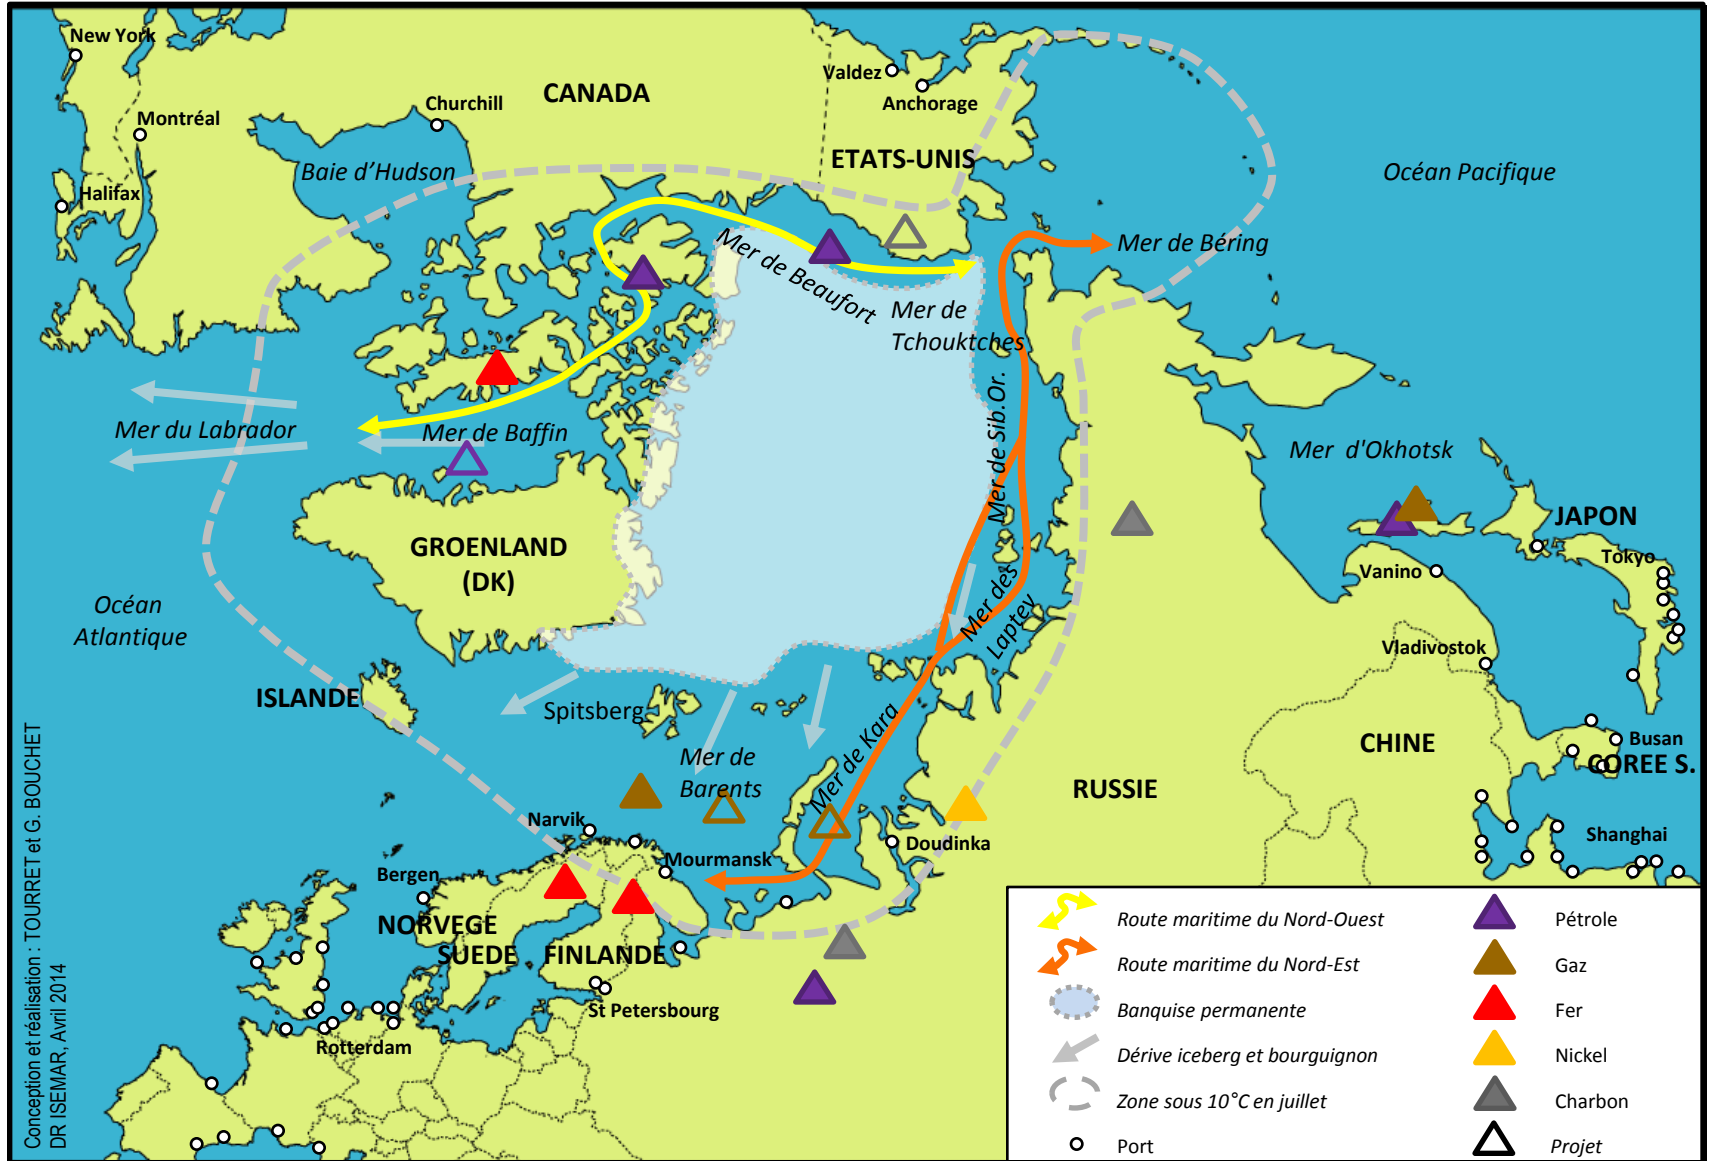 New York
Montréal
Halifax
Churchill
CANADA
Baie d'Hudson
Valdez
Anchorage
ETATS-UNIS
Océan Pacifique
Mer de Béring
Mer de Beaufort
Mer de
Tchouktches
Mer de Sib.Or.
Mer d'Okhotsk
Mer du Labrador
Mer de Baffin
GROENLAND
(DK)
Océan
Atlantique
ISLANDE
Spitsberg
Mer des
Laptey
Mer de Kara
Mer de
Barents
JAPON
Tokyo
Vanino
Vladivostok
CHINE
Busan
COREE S.
Shanghai
RUSSIE
Doudinka
Narvik
Mourmansk
Bergen
NORVEGE
SUEDE
FINLANDE
St Petersbourg
Rotterdam
Conception et réalisation : TOURRET et G. BOUCHET
DR ISEMAR, Avril 2014
Route maritime du Nord-Ouest
Route maritime du Nord-Est
Banquise permanente
Dérive iceberg et bourguignon
Zone sous 10°C en juillet
Port
Pétrole
Gaz
Fer
Nickel
Charbon
Projet